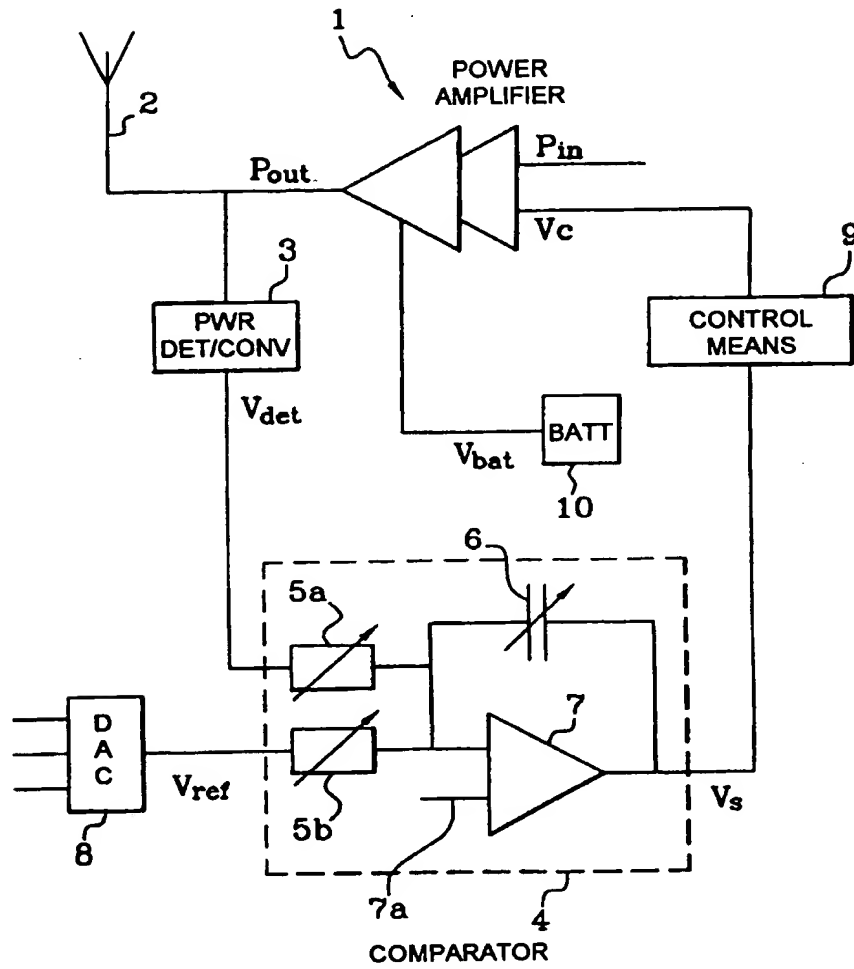 1
POWER
AMPLIFIER
2
Pin
Pout
Vc
9
3
PWR
DET/CONV
CONTROL
MEANS
Vdet
BATT
Vbat
10
6
5a
7
D
A
C
Vref
Vs
5b
8
7a
4
COMPARATOR